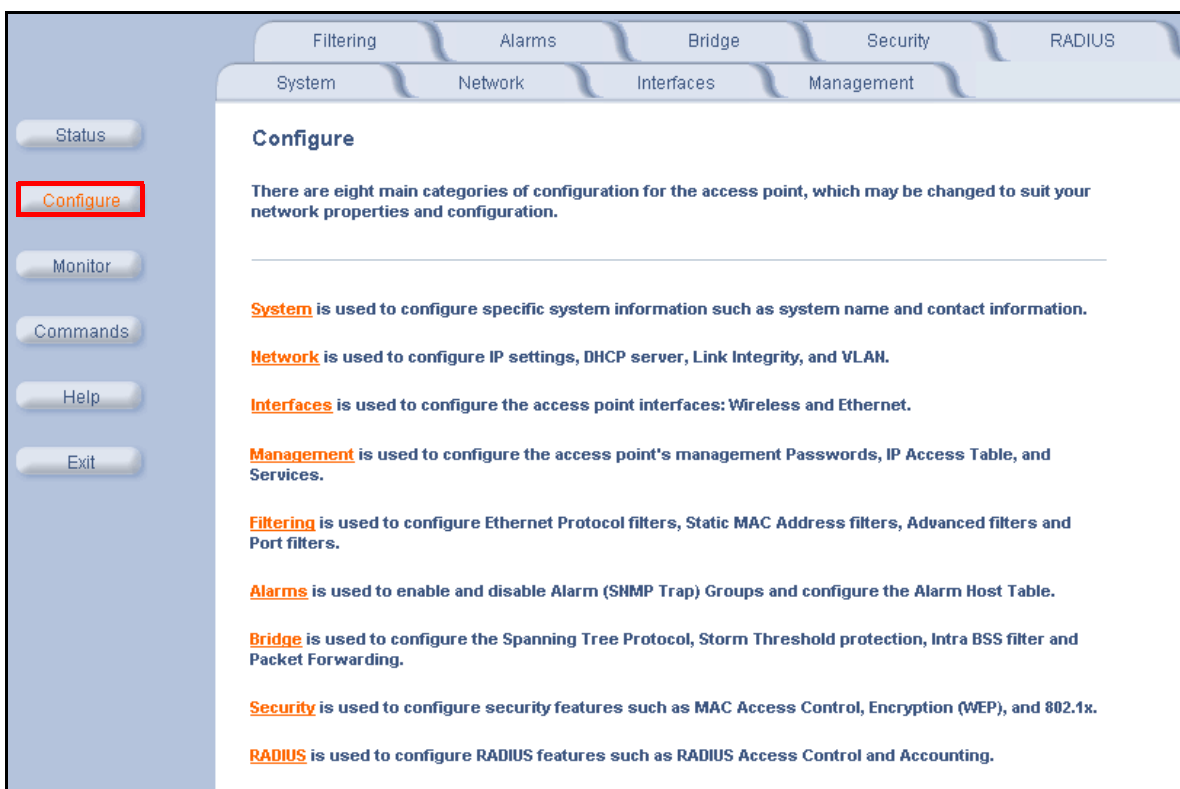 Filtering Alarms Bridge Security RADIUS
System Network Interfaces Management
Status
Configure
Monitor
Commands
Help
Exit
Configure
There are eight main categories of configuration for the access point, which may be changed to suit your
network properties and configuration.
System is used to configure specific system information such as system name and contact information.
Network is used to configure IP settings, DHCP server, Link Integrity, and VLAN.
Interfaces is used to configure the access point interfaces: Wireless and Ethernet.
Management is used to configure the access point's management Passwords, IP Access Table, and
Services.
Filtering is used to configure Ethernet Protocol filters, Static MAC Address filters, Advanced filters and
Port filters.
Alarms is used to enable and disable Alarm (SNMP Trap) Groups and configure the Alarm Host Table.
Bridge is used to configure the Spanning Tree Protocol, Storm Threshold protection, Intra BSS filter and
Packet Forwarding.
Security is used to configure security features such as MAC Access Control, Encryption (WEP), and 802.1x.
RADIUS is used to configure RADIUS features such as RADIUS Access Control and Accounting.